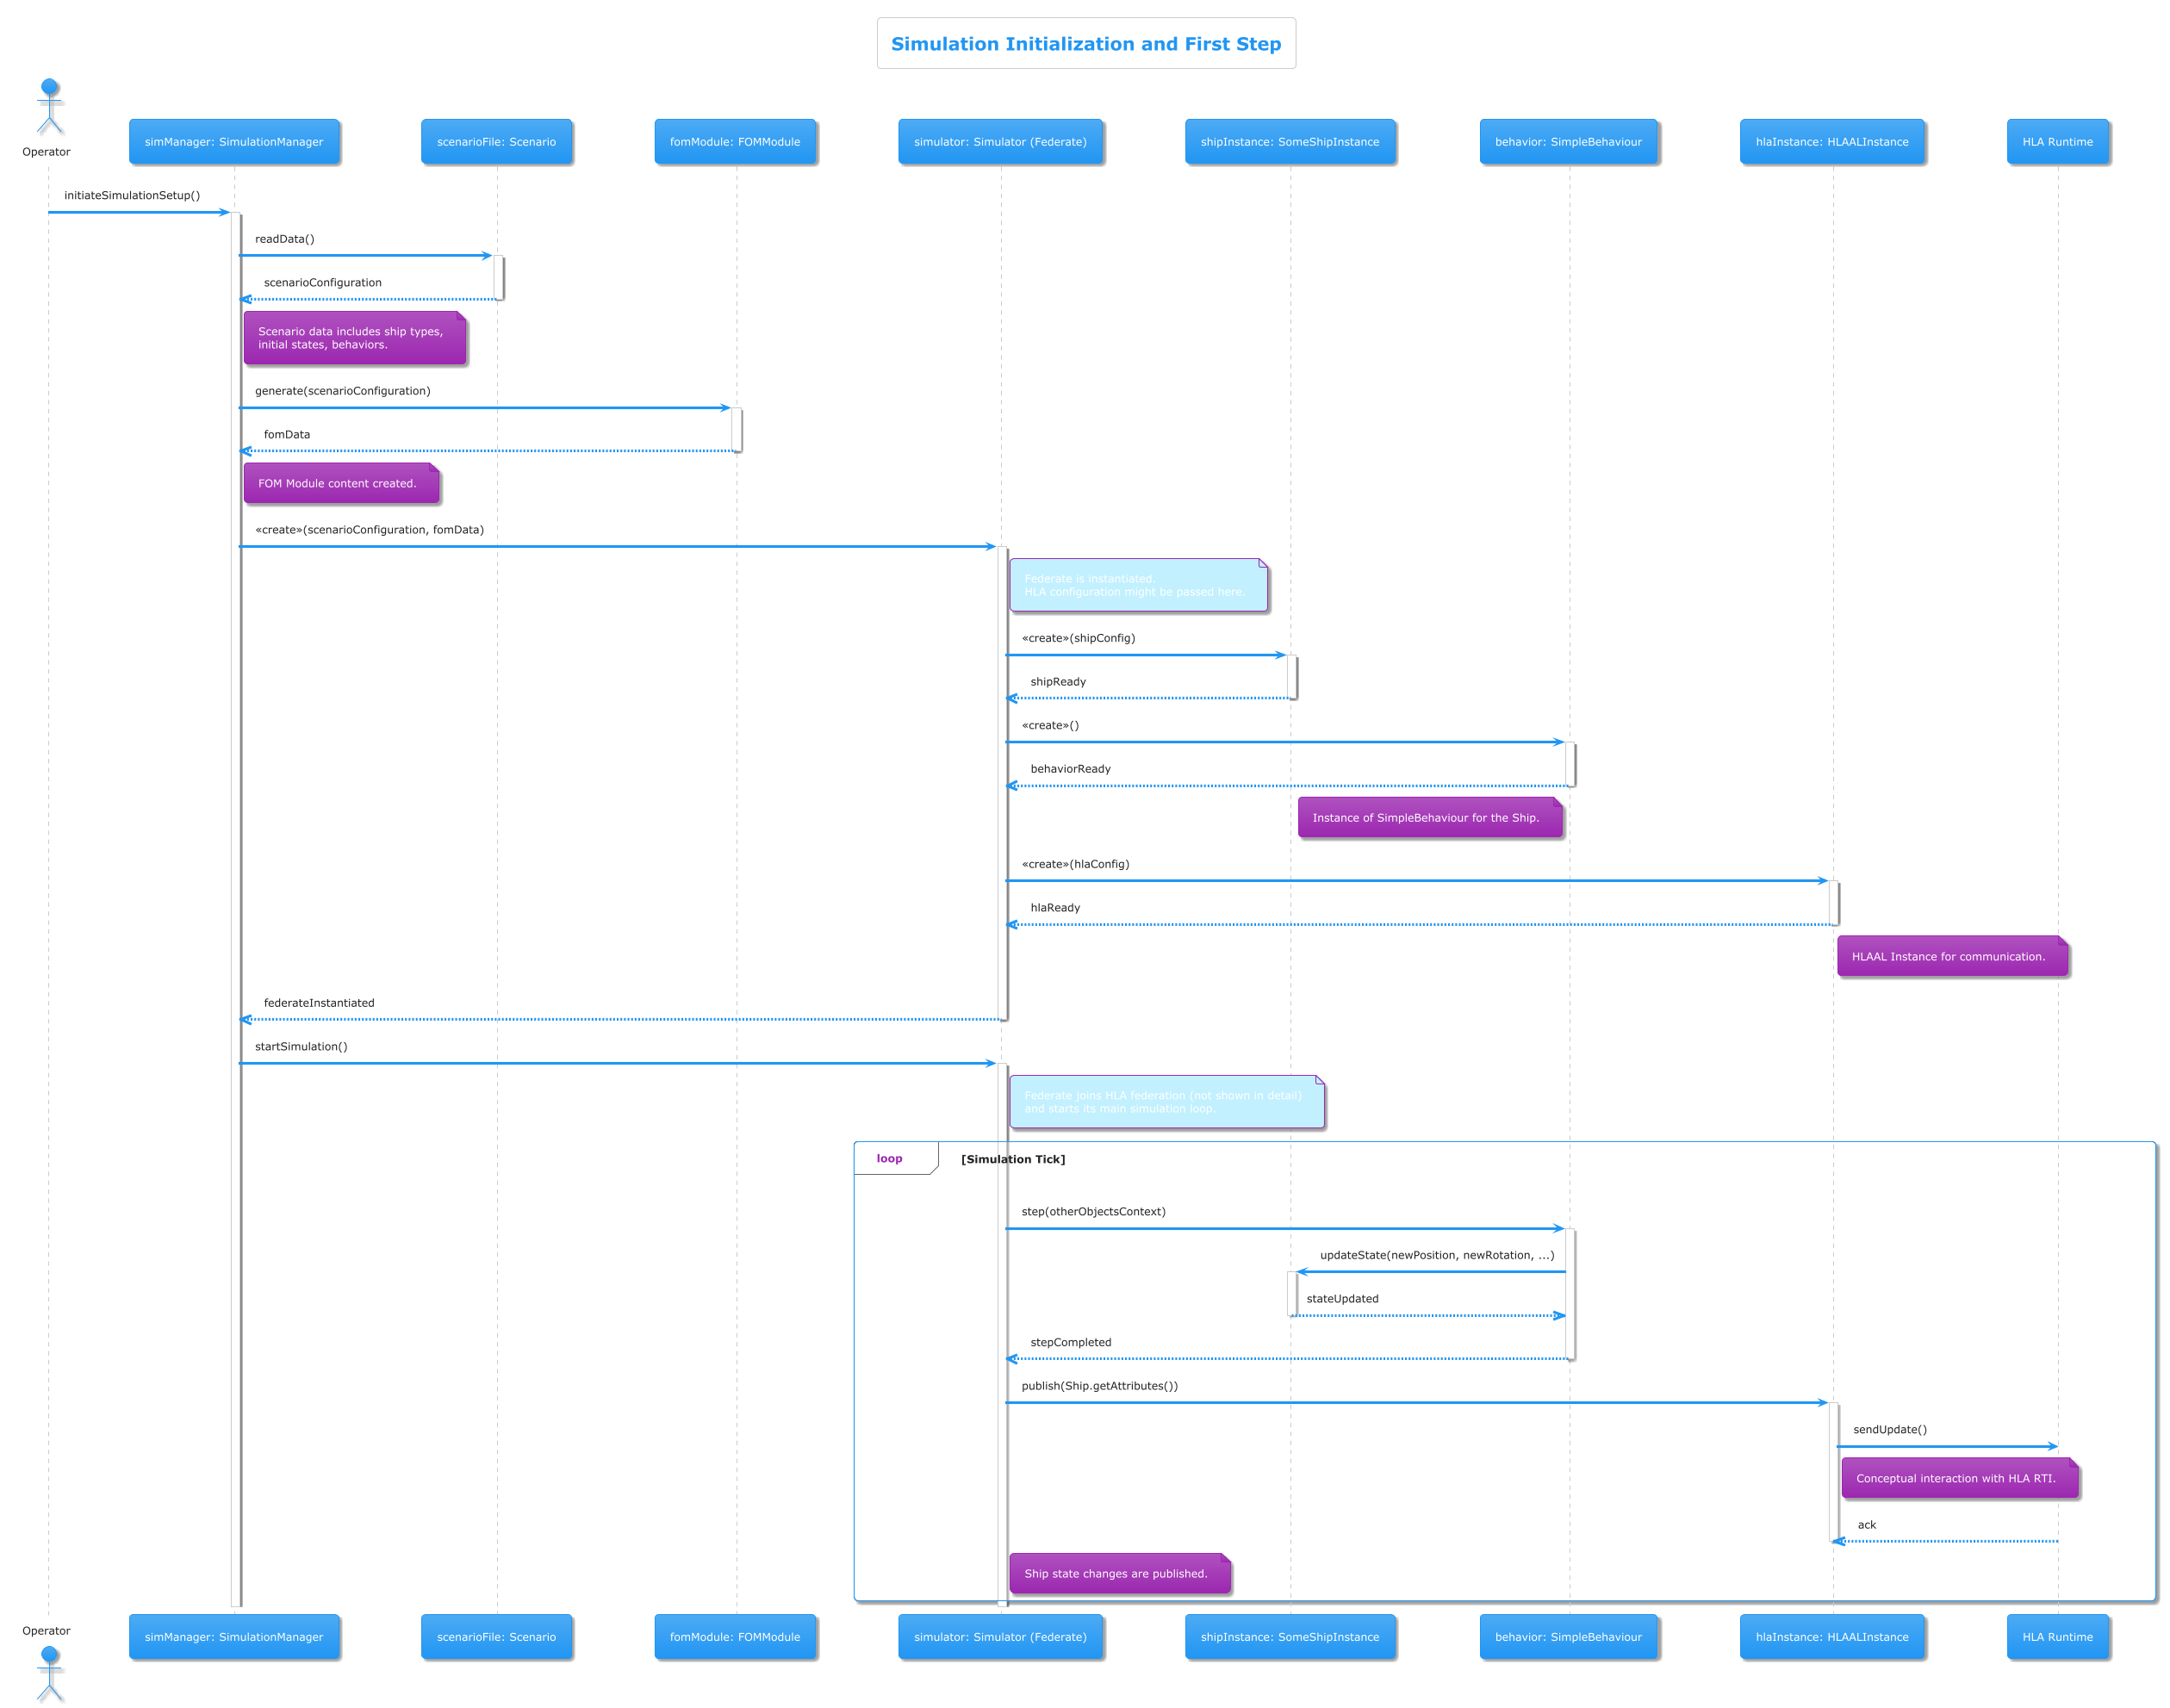 Simulation Initialization and First Step
Operator
simManager: SimulationManager
scenarioFile: Scenario
fomModule: FOMModule
simulator: Simulator (Federate)
shipInstance: SomeShipInstance
behavior: SimpleBehaviour
hlaInstance: HLAALInstance
HLA Runtime
initiateSimulationSetup()
readData()
scenarioConfiguration
Scenario data includes ship types,
initial states, behaviors.
generate(scenarioConfiguration)
fomData
FOM Module content created.
«create»(scenarioConfiguration, fomData)
Federate is instantiated.
HLA configuration might be passed here.
«create»(shipConfig)
shipReady
«create»()
behaviorReady
Instance of SimpleBehaviour for the Ship.
«create»(hlaConfig)
hlaReady
HLAAL Instance for communication.
federateInstantiated
startSimulation()
Federate joins HLA federation (not shown in detail)
and starts its main simulation loop.
loop
[Simulation Tick]
step(otherObjectsContext)
updateState(newPosition, newRotation, ...)
stateUpdated
stepCompleted
publish(Ship.getAttributes())
sendUpdate()
Conceptual interaction with HLA RTI.
ack
Ship state changes are published.
Operator
simManager: SimulationManager
scenarioFile: Scenario
fomModule: FOMModule
simulator: Simulator (Federate)
shipInstance: SomeShipInstance
behavior: SimpleBehaviour
hlaInstance: HLAALInstance
HLA Runtime